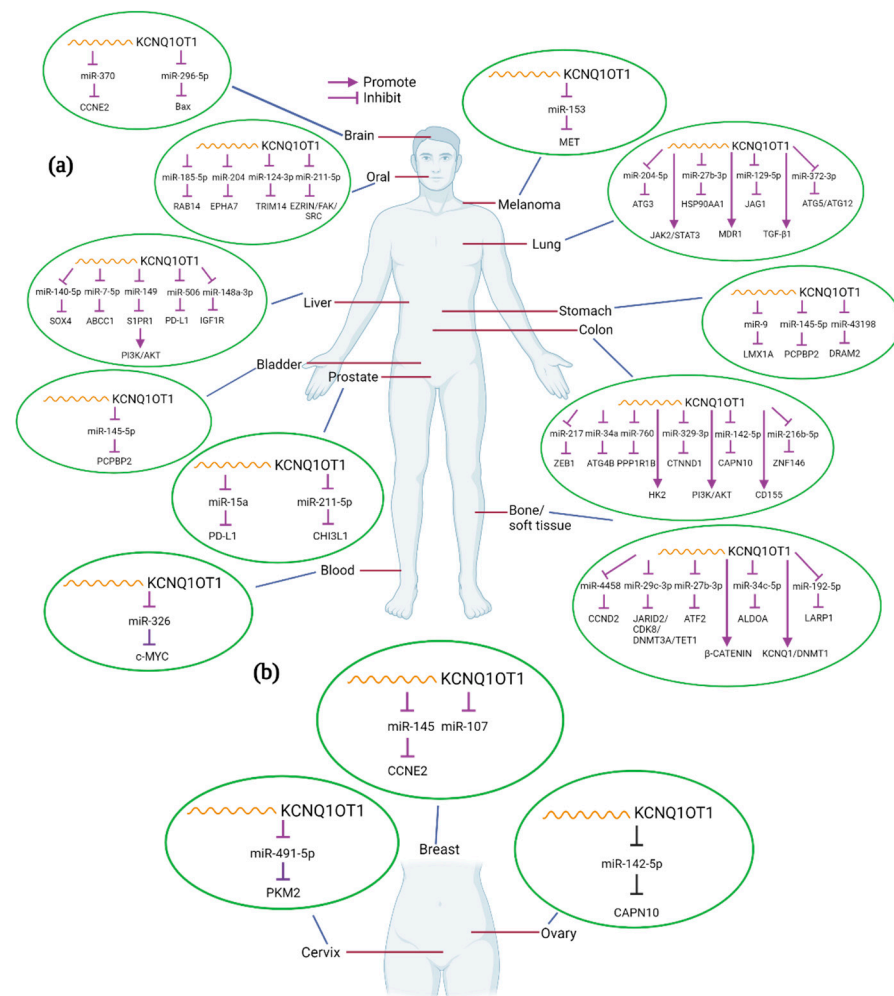 KCNQ1OT1
miR-370 miR-296-5p
CCNE2 Bax
Promote
Inhibit
KCNQ1OT1
miR-153
MET
(a)
Brain
KCNQ1OT1
miR-185-5p miR-204 miR-124-3p miR-211-5p
RAB14 EPHA7 TRIM14 EZRIN/FAK/
SRC
Oral
Melanoma
KCNQ1OT1
miR-204-5p miR-27b-3p miR-129-5p miR-372-3p
ATG3 HSP90AA1 JAG1 ATG5/ATG12
JAK2/STAT3 MDR1 TGF-β1
Lung
KCNQ1OT1
miR-140-5p miR-7-5p miR-149 miR-506 miR-148a-3p
SOX4 ABCC1 S1PR1 PD-L1 IGF1R
PI3K/AKT
Liver
Stomach
Colon
KCNQ1OT1
miR-9 miR-145-5p miR-43198
LMX1A PCPBP2 DRAM2
Bladder
Prostate
KCNQ1OT1
miR-145-5p
PCPBP2
KCNQ1OT1
miR-217 miR-34a miR-760 miR-329-3p miR-142-5p miR-216b-5p
ZEB1 ATG4B PPP1R1B CTNND1 CAPN10 ZNF146
HK2 PI3K/AKT CD155
KCNQ1OT1
miR-15a miR-211-5p
PD-L1 CHI3L1
Bone/
soft tissue
Blood
KCNQ1OT1
miR-326
c-MYC
KCNQ1OT1
miR-4458 miR-29c-3p miR-27b-3p miR-34c-5p miR-192-5p
CCND2 JARID2/ ATF2 ALDOA LARP1
CDK8/
DNMT3A/TET1
β-CATENIN KCNQ1/DNMT1
(b)
KCNQ1OT1
miR-145 miR-107
CCNE2
KCNQ1OT1
miR-491-5p
PKM2
Breast
KCNQ1OT1
miR-142-5p
CAPN10
Ovary
Cervix